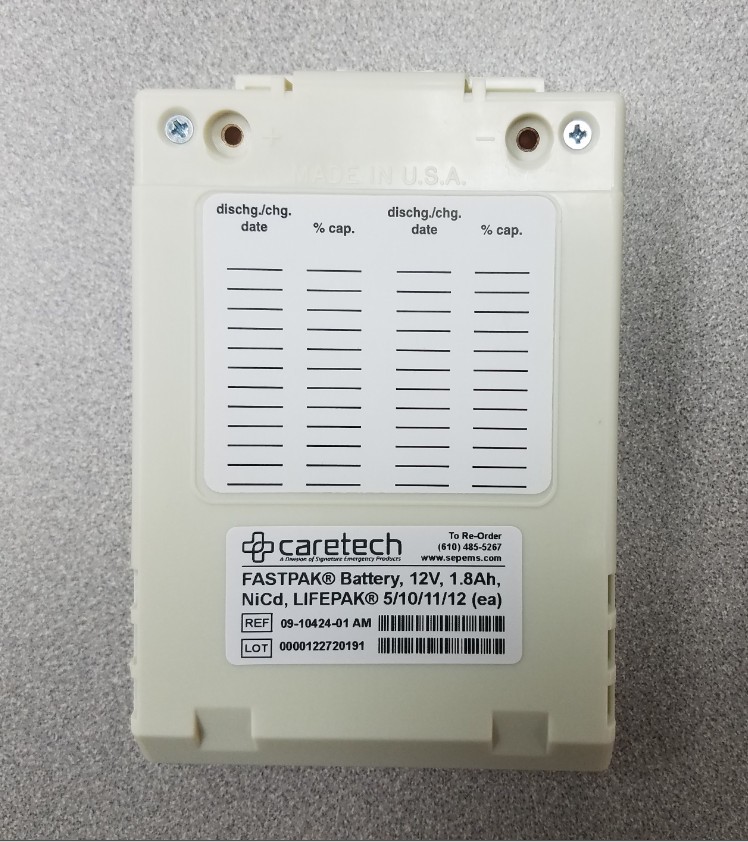 + −
MADE IN U.S.A.
dischg./chg. date % cap. dischg./chg. date % cap.
caretech
A Division of Signature Emergency Products
To Re-Order
(610) 485-5267
www.sepems.com
FASTPAK® Battery, 12V, 1.8Ah,
NiCd, LIFEPAK® 5/10/11/12 (ea)
REF 09-10424-01 AM
LOT 0000122720191